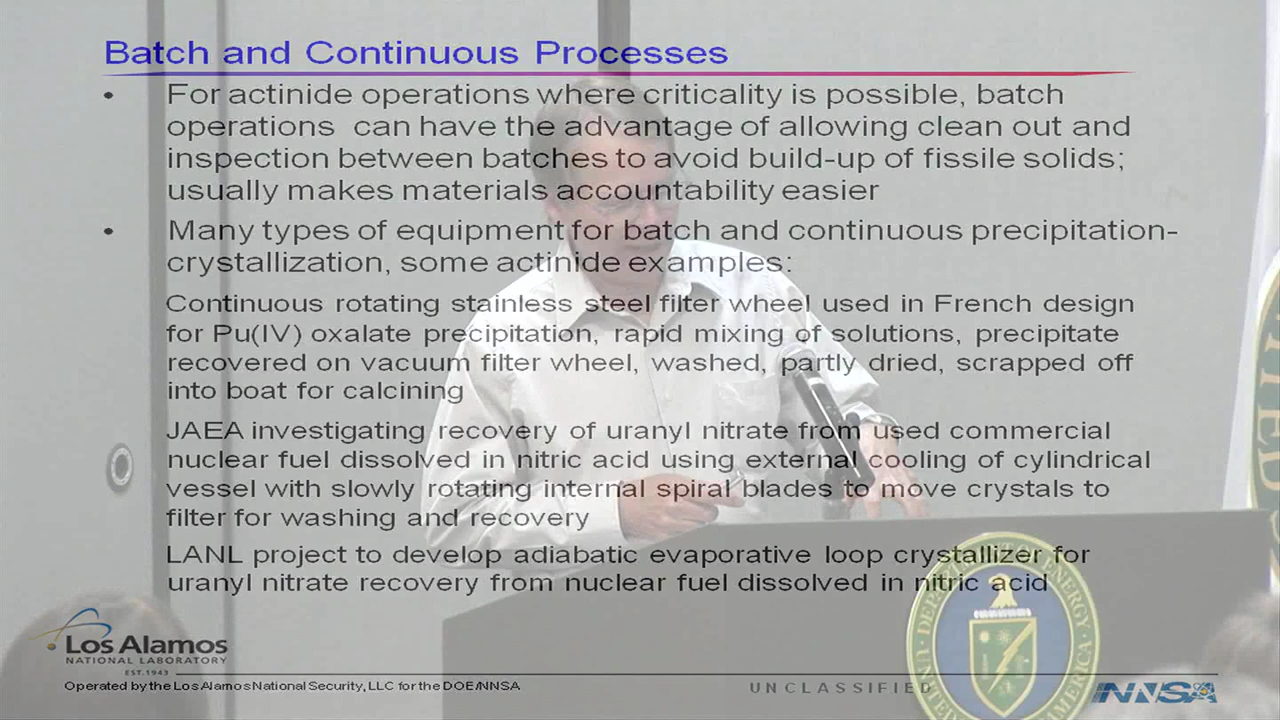 Batch and Continuous Processes
• For actinide operations where criticality is possible, batch
operations can have the advantage of allowing clean out and
inspection between batches to avoid build-up of fissile solids;
usually makes materials accountability easier
• Many types of equipment for batch and continuous precipitation-
crystallization, some actinide examples:
Continuous rotating stainless steel filter wheel used in French design
for Pu(IV) oxalate precipitation, rapid mixing of solutions, precipitate
recovered on vacuum filter wheel, washed, partly dried, scrapped off
into boat for calcining
JAEA investigating recovery of uranyl nitrate from used commercial
nuclear fuel dissolved in nitric acid using external cooling of cylindrical
vessel with slowly rotating internal spiral blades to move crystals to
filter for washing and recovery
LANL project to develop adiabatic evaporative loop crystallizer for
uranyl nitrate recovery from nuclear fuel dissolved in nitric acid
Los Alamos
NATIONAL LABORATORY
EST. 1943
Operated by the Los Alamos National Security, LLC for the DOE/NNSA
UNCLASSIFIED
NNSA